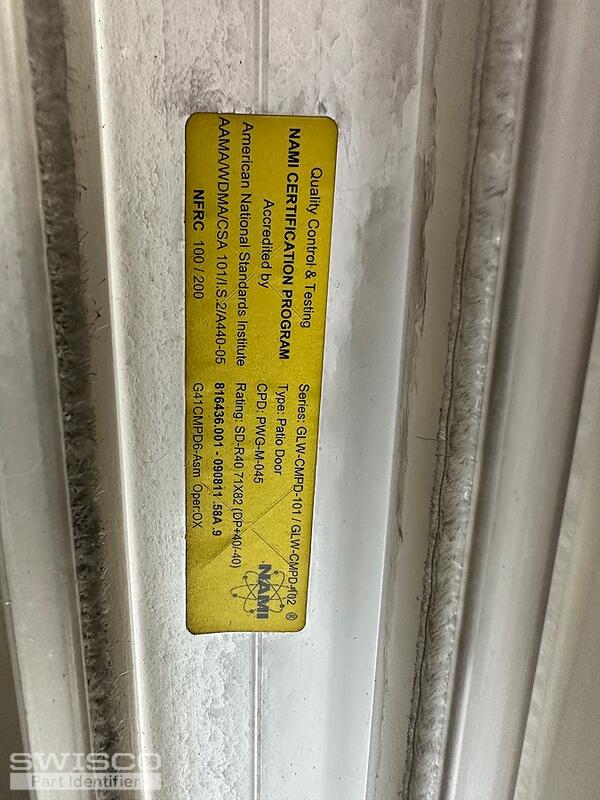 Quality Control & Testing
NAMI CERTIFICATION PROGRAM
Accredited by
American National Standards Institute
AAMA/WDMA/CSA 101/I.S.2/A440-05
NFRC 100 / 200
Series: GLW-CMPD-101 / GLW-CMPD-102
Type: Patio Door
CPD: PWG-M-045
Rating: SD-R40 71X82 (DP+40/-40)
816436.001 - 090811 .58A .9
G41CMPD6-Asm Oper:OX
NAMI
®
SWISCO
Part Identifier